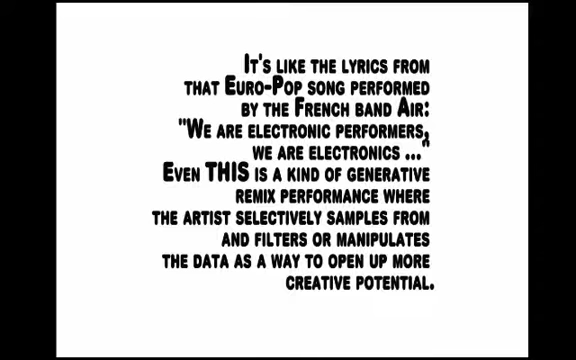 It's like the lyrics from
that Euro-Pop song performed
by the French band Air:
"We are electronic performers,
we are electronics ..."
Even THIS is a kind of generative
remix performance where
the artist selectively samples from
and filters or manipulates
the data as a way to open up more
creative potential.